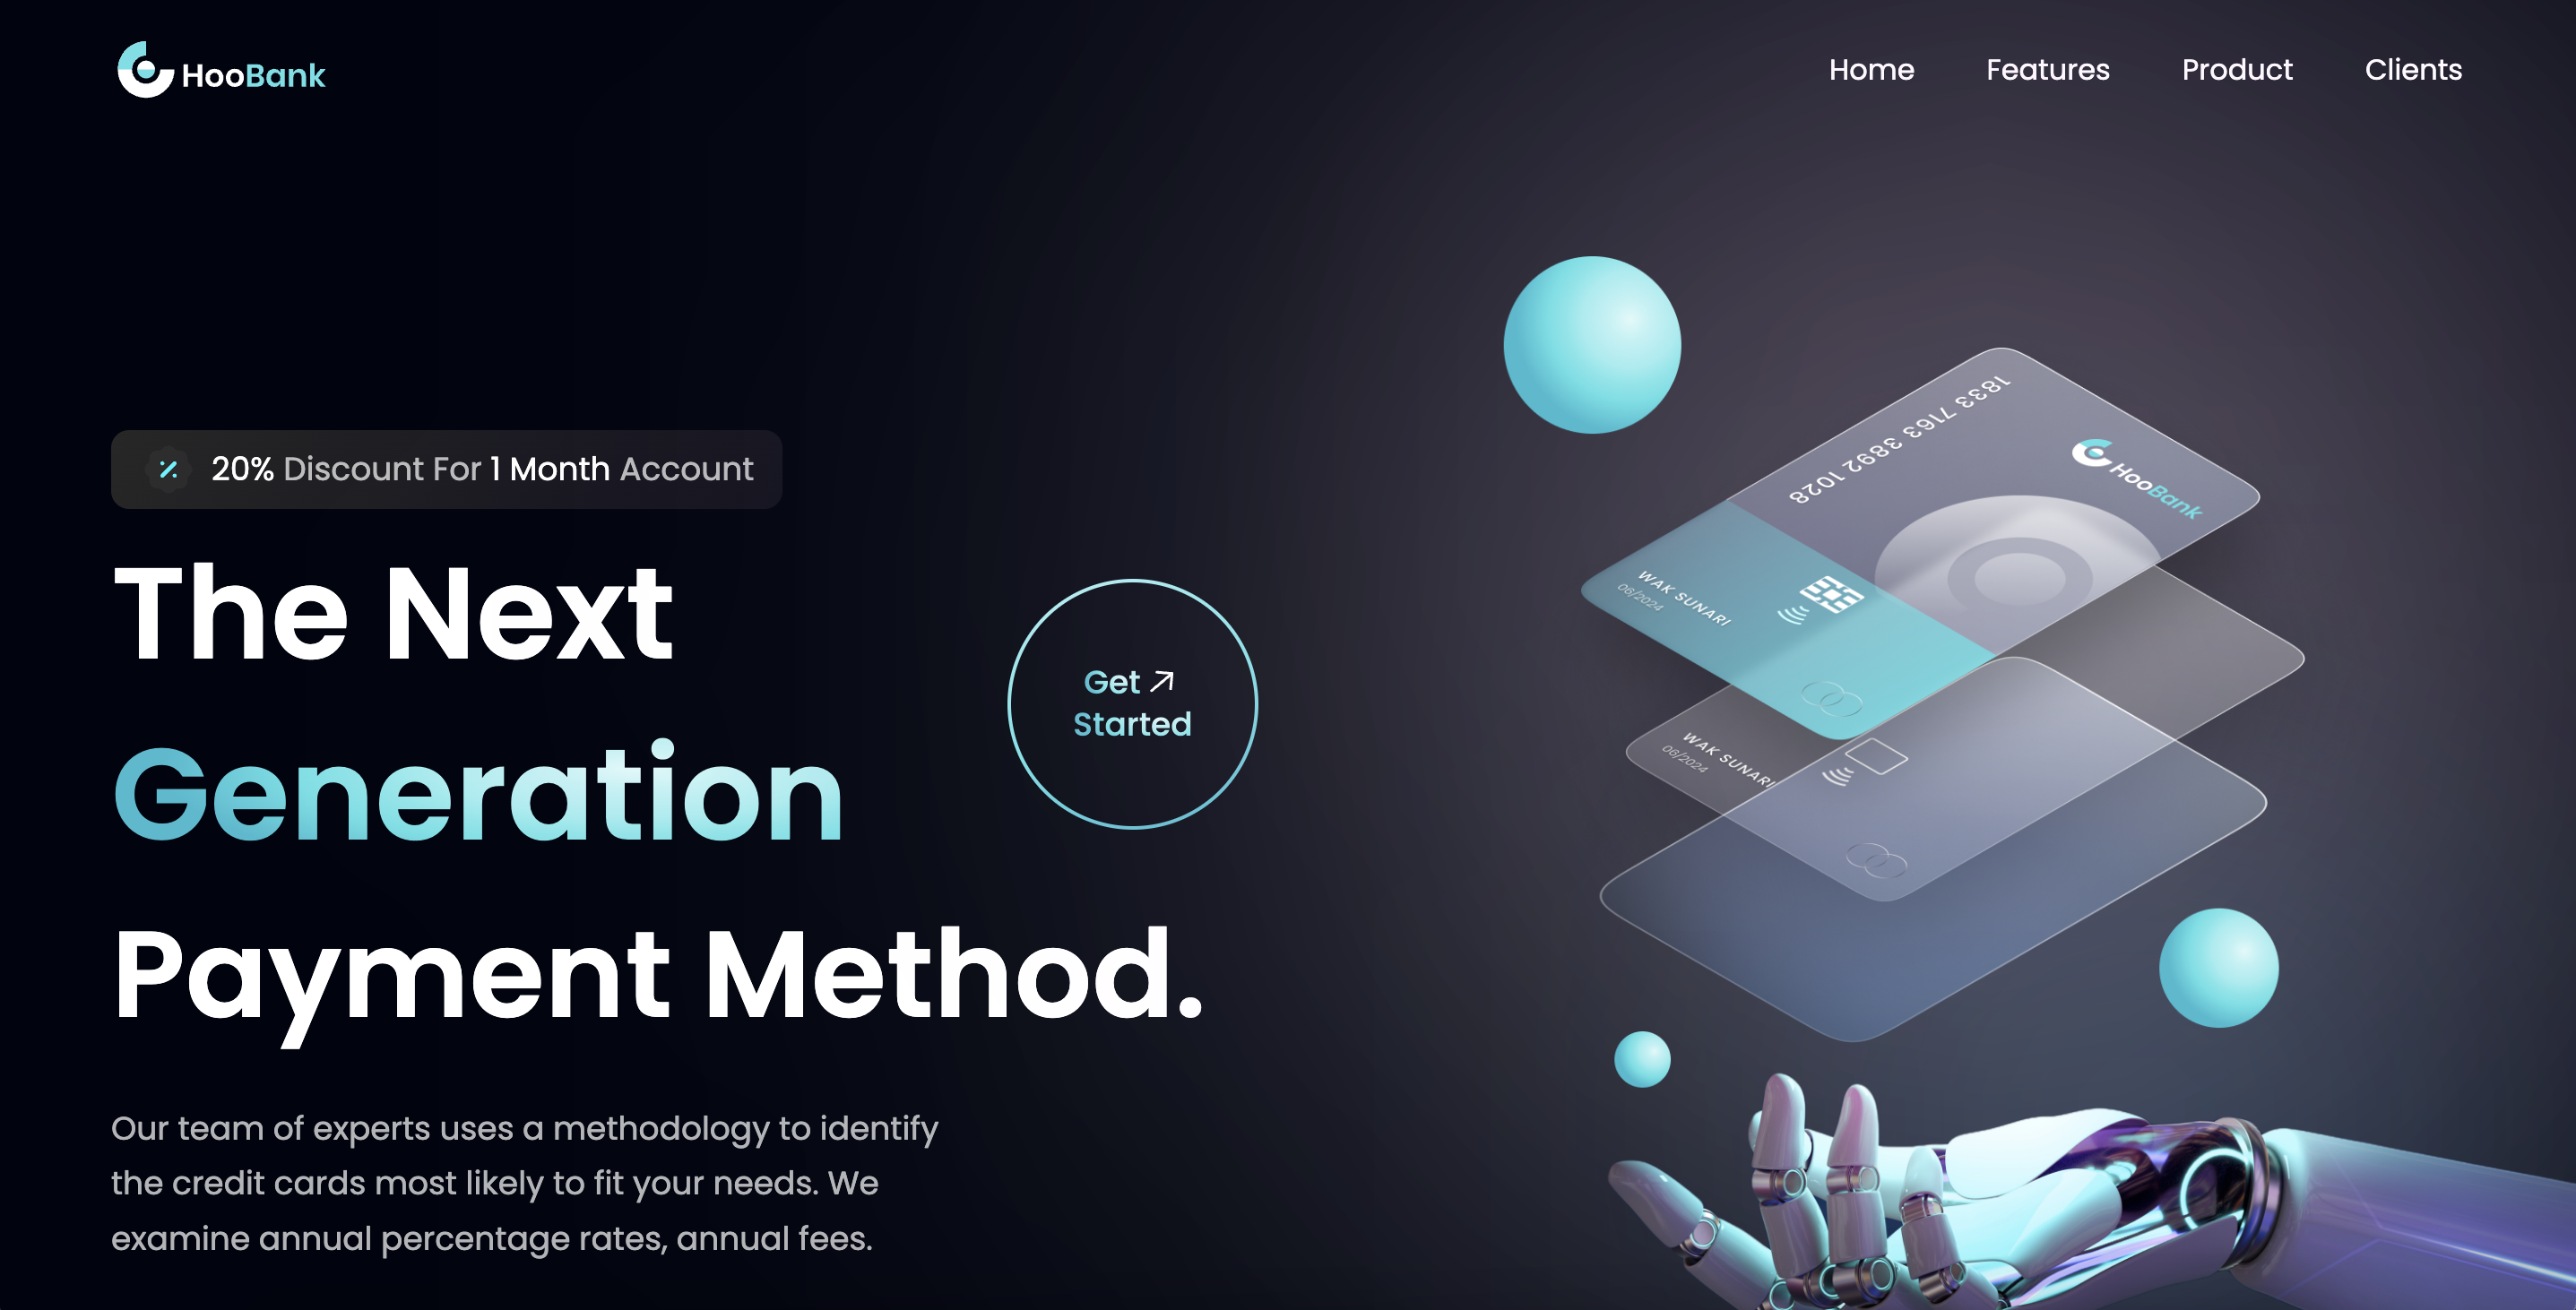 HooBank
Home Features Product Clients
20% Discount For 1 Month Account
The Next
Generation
Payment Method.
Get
Started
Our team of experts uses a methodology to identify
the credit cards most likely to fit your needs. We
examine annual percentage rates, annual fees.
1833 7163 3892 1028
HooBank
WAK SUNARI
06/2024
WAK SUNARI
06/2024